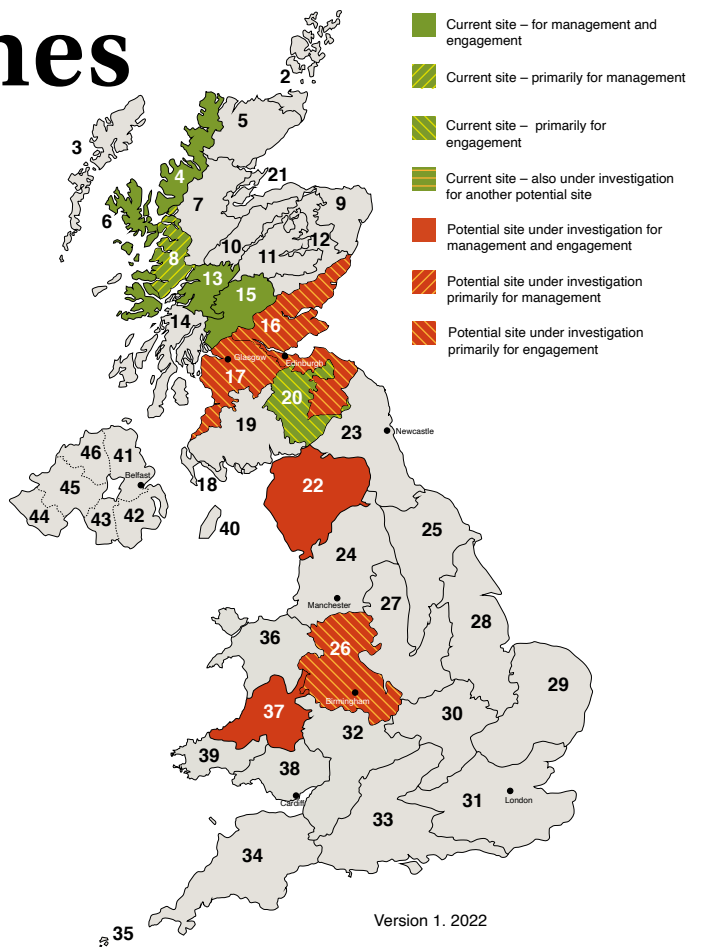 nes
Current site – for management and
engagement
Current site – primarily for management
Current site –  primarily for
engagement
Current site – also under investigation
for another potential site
Potential site under investigation for
management and engagement
Potential site under investigation
primarily for management
Potential site under investigation
primarily for engagement
2
5
3
4
21
7
9
6
12
10
8
11
13
15
14
16
Glasgow
Edinburgh
17
20
19
23
Newcastle
46
41
Belfast
45
22
18
44
43
42
40
25
24
Manchester
27
28
36
26
29
Birmingham
37
30
32
39
38
Cardiff
31
London
33
34
35
Version 1. 2022